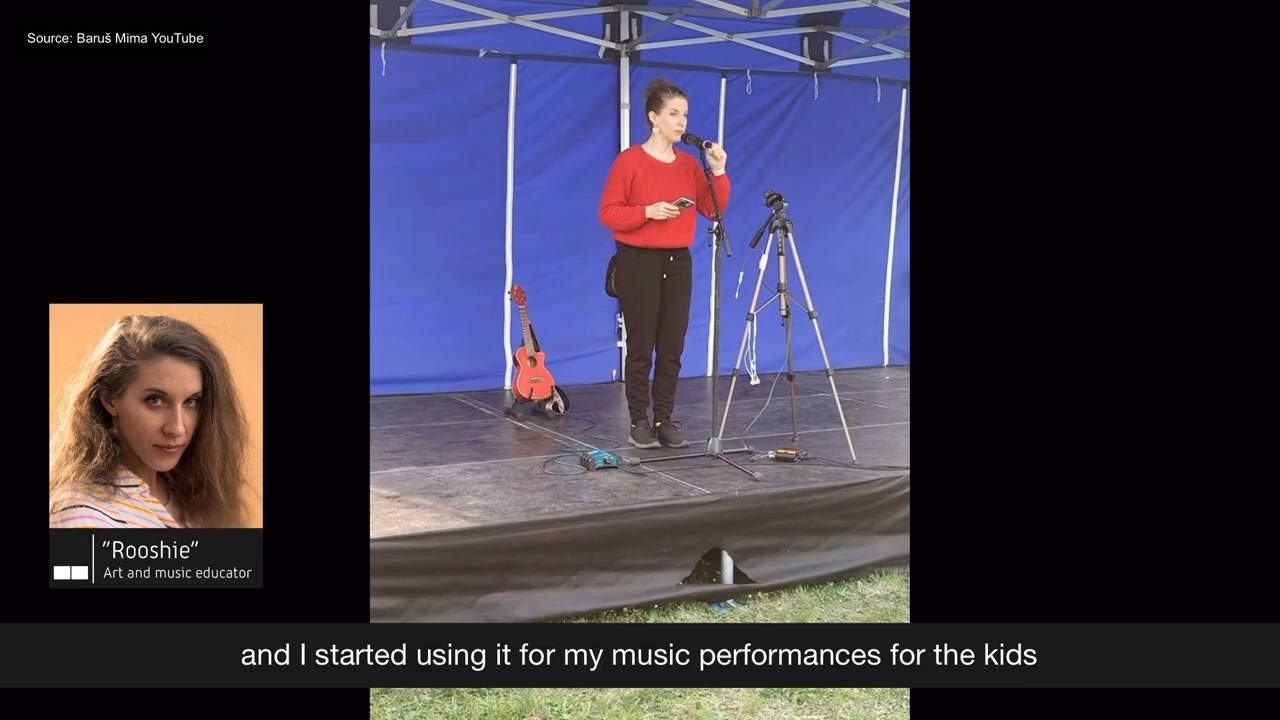 Source: Baruš Mima YouTube
"Rooshie"
Art and music educator
and I started using it for my music performances for the kids